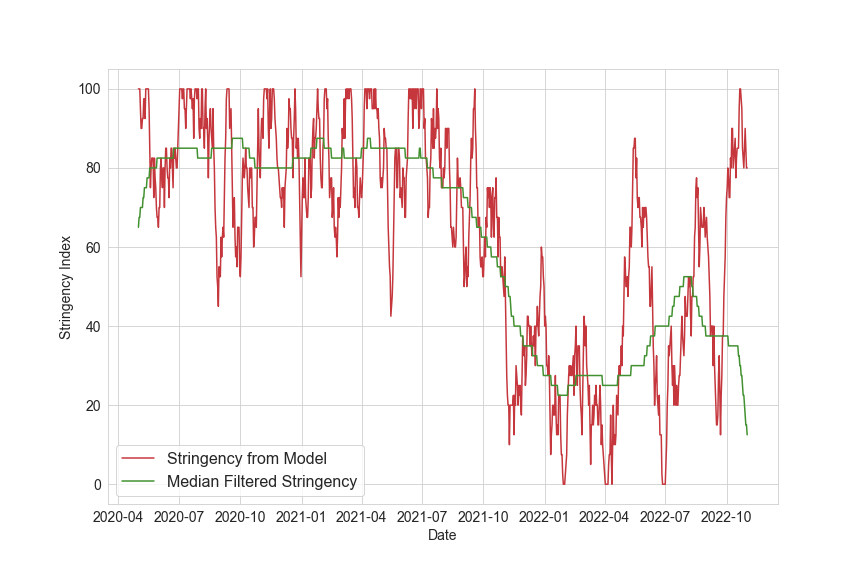 100
80
60
40
20
0
Stringency Index
Stringency from Model
Median Filtered Stringency
2020-04 2020-07 2020-10 2021-01 2021-04 2021-07 2021-10 2022-01 2022-04 2022-07 2022-10
Date